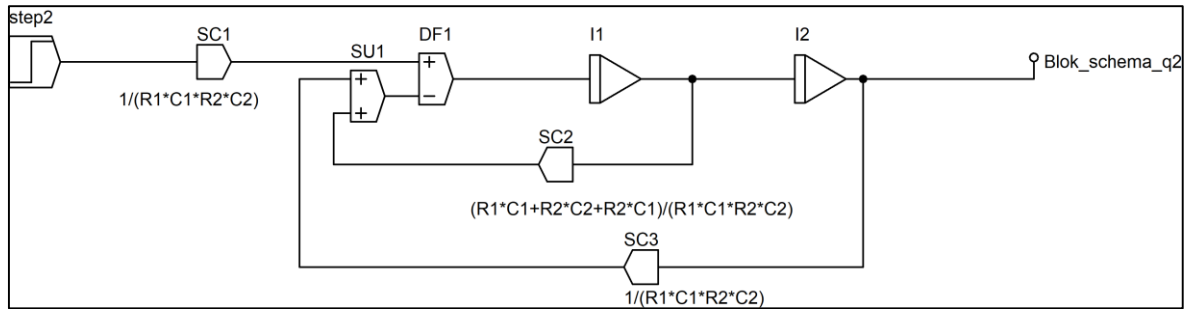 step2
SC1
1/(R1*C1*R2*C2)
SU1
+
+
DF1
+
−
I1
I2
Blok_schema_q2
SC2
(R1*C1+R2*C2+R2*C1)/(R1*C1*R2*C2)
SC3
1/(R1*C1*R2*C2)